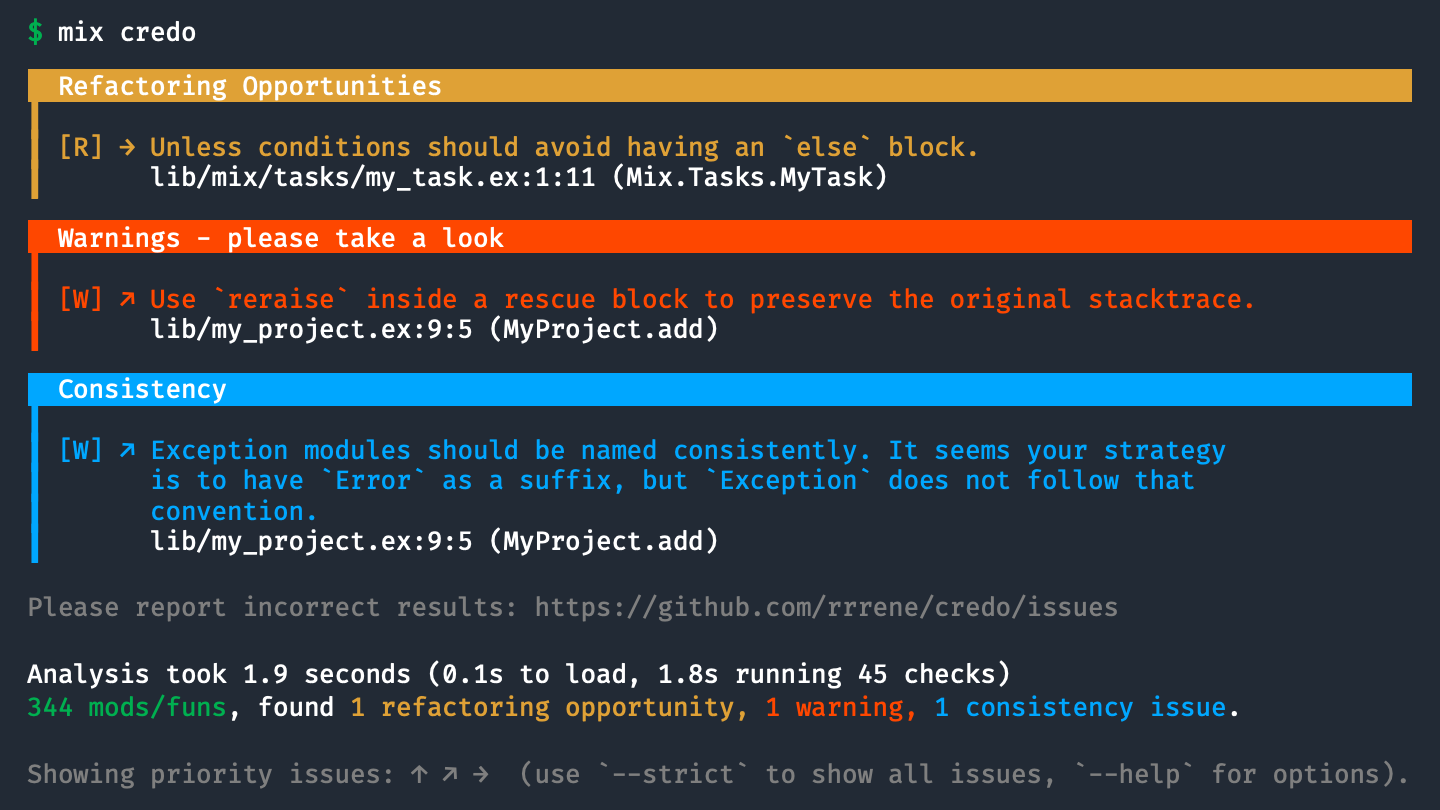 $ mix credo
Refactoring Opportunities
[R] → Unless conditions should avoid having an `else` block.
lib/mix/tasks/my_task.ex:1:11 (Mix.Tasks.MyTask)
Warnings - please take a look
[W] ↗ Use `reraise` inside a rescue block to preserve the original stacktrace.
lib/my_project.ex:9:5 (MyProject.add)
Consistency
[W] ↗ Exception modules should be named consistently. It seems your strategy
is to have `Error` as a suffix, but `Exception` does not follow that
convention.
lib/my_project.ex:9:5 (MyProject.add)
Please report incorrect results: https://github.com/rrrene/credo/issues
Analysis took 1.9 seconds (0.1s to load, 1.8s running 45 checks)
344 mods/funs, found 1 refactoring opportunity, 1 warning, 1 consistency issue.
Showing priority issues: ↑ ↗ → (use `--strict` to show all issues, `--help` for options).